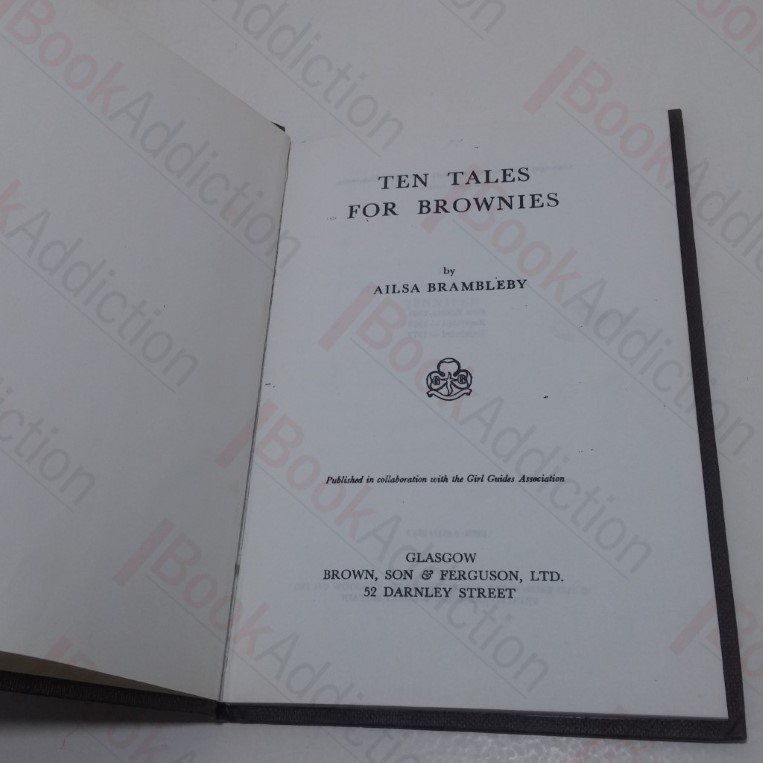 TEN TALES
FOR BROWNIES
by
AILSA BRAMBLEBY
Published in collaboration with the Girl Guides Association
GLASGOW
BROWN, SON & FERGUSON, LTD.
52 DARNLEY STREET
BookAddiction